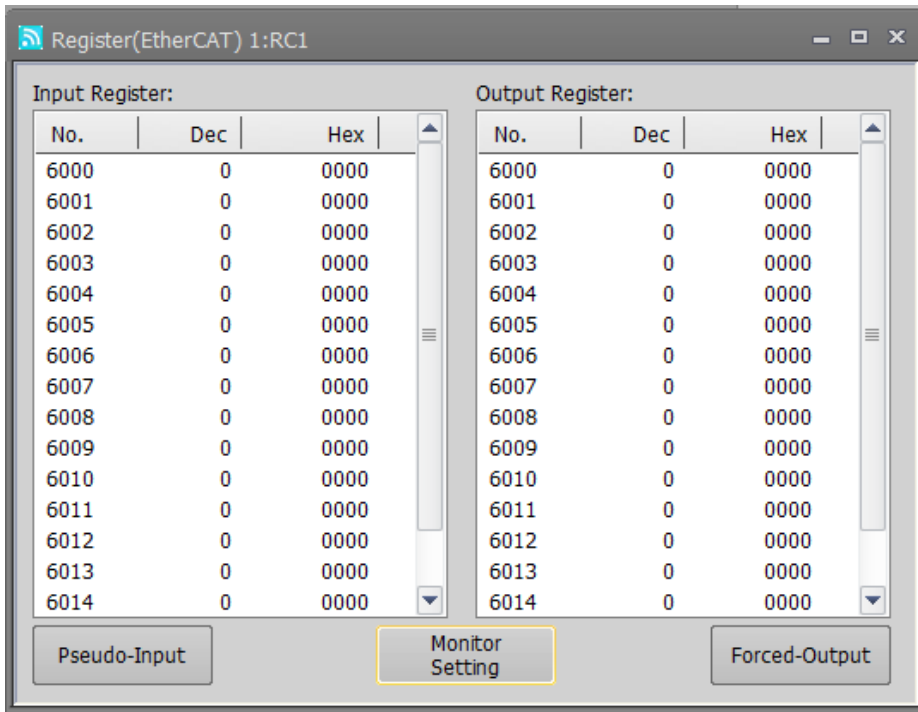 Register(EtherCAT) 1:RC1
Input Register: Output Register:
No. Dec Hex No. Dec Hex
6000 0 0000 6000 0 0000
6001 0 0000 6001 0 0000
6002 0 0000 6002 0 0000
6003 0 0000 6003 0 0000
6004 0 0000 6004 0 0000
6005 0 0000 6005 0 0000
6006 0 0000 6006 0 0000
6007 0 0000 6007 0 0000
6008 0 0000 6008 0 0000
6009 0 0000 6009 0 0000
6010 0 0000 6010 0 0000
6011 0 0000 6011 0 0000
6012 0 0000 6012 0 0000
6013 0 0000 6013 0 0000
6014 0 0000 6014 0 0000
Pseudo-Input
Monitor
Setting
Forced-Output